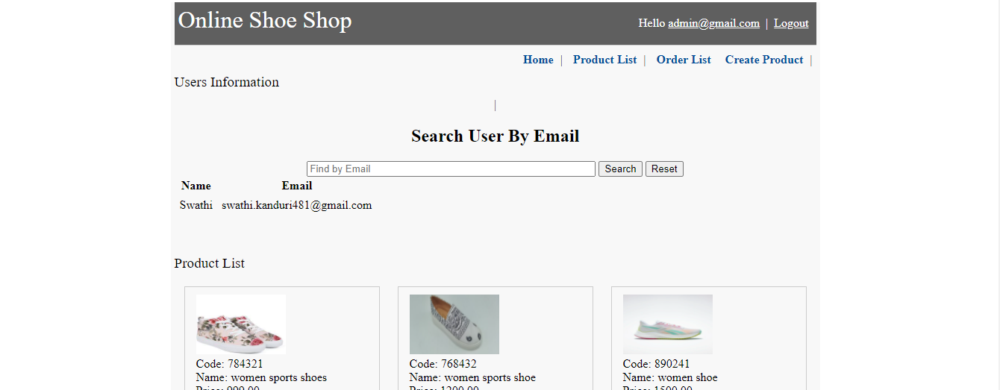 Online Shoe Shop
Hello admin@gmail.com | Logout
Home | Product List | Order List Create Product |
Users Information
|
Search User By Email
Find by Email Search Reset
Name Email
Swathi swathi.kanduri481@gmail.com
Product List
Code: 784321 Code: 768432 Code: 890241
Name: women sports shoes Name: women sports shoe Name: women shoe
Price: 999.00 Price: 1200.00 Price: 1500.00